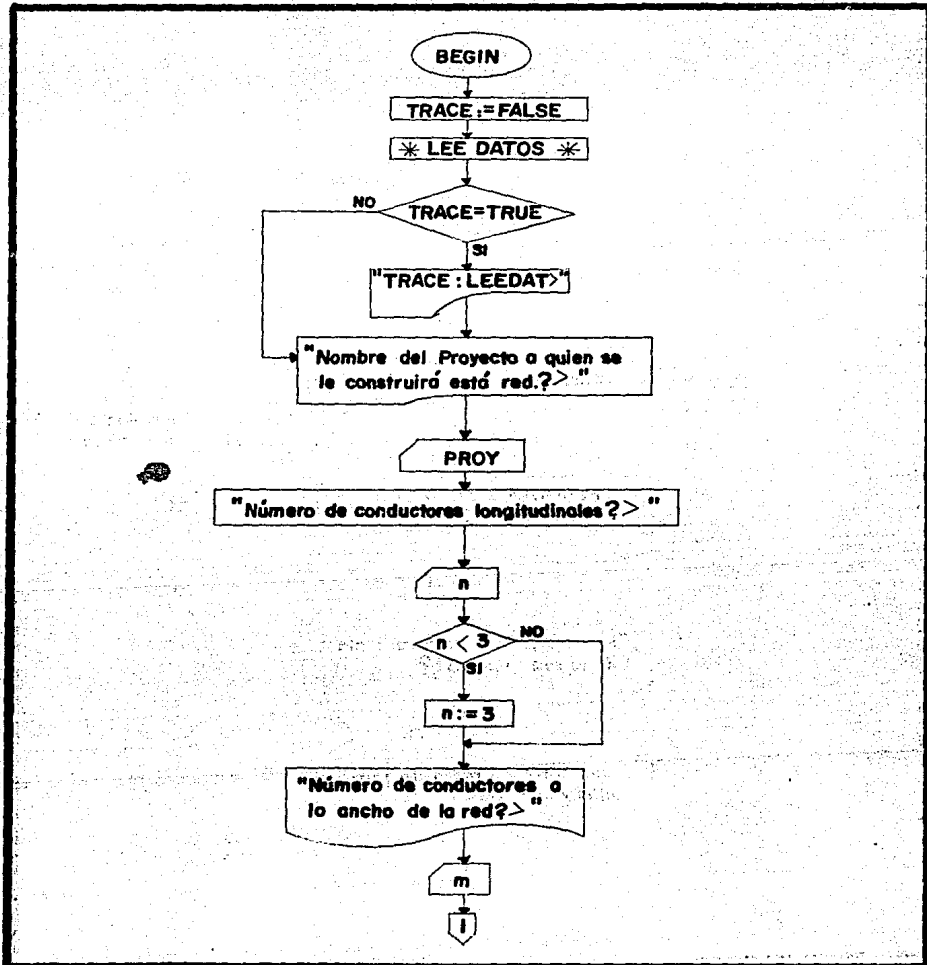 BEGIN
TRACE:=FALSE
* LEE DATOS *
TRACE=TRUE
NO
SI
"TRACE:LEEDAT>"
"Nombre del Proyecto a quien se
le construirá está red.?> "
PROY
"Número de conductores longitudinales?> "
n
n < 3
NO
SI
n:=3
"Número de conductores a
lo ancho de la red?> "
m
1